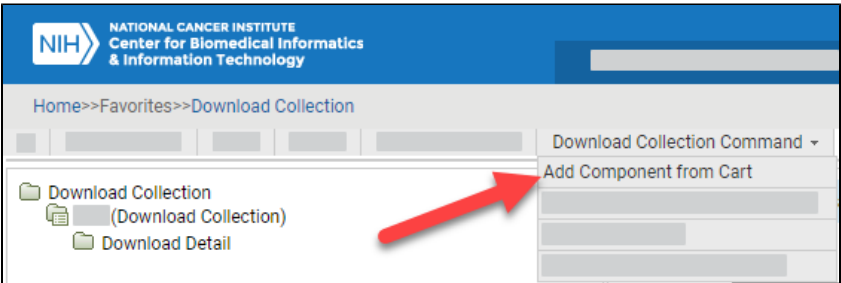 NIH
NATIONAL CANCER INSTITUTE
Center for Biomedical Informatics
& Information Technology
Home>>Favorites>>Download Collection
Download Collection Command
Add Component from Cart
Download Collection
(Download Collection)
Download Detail